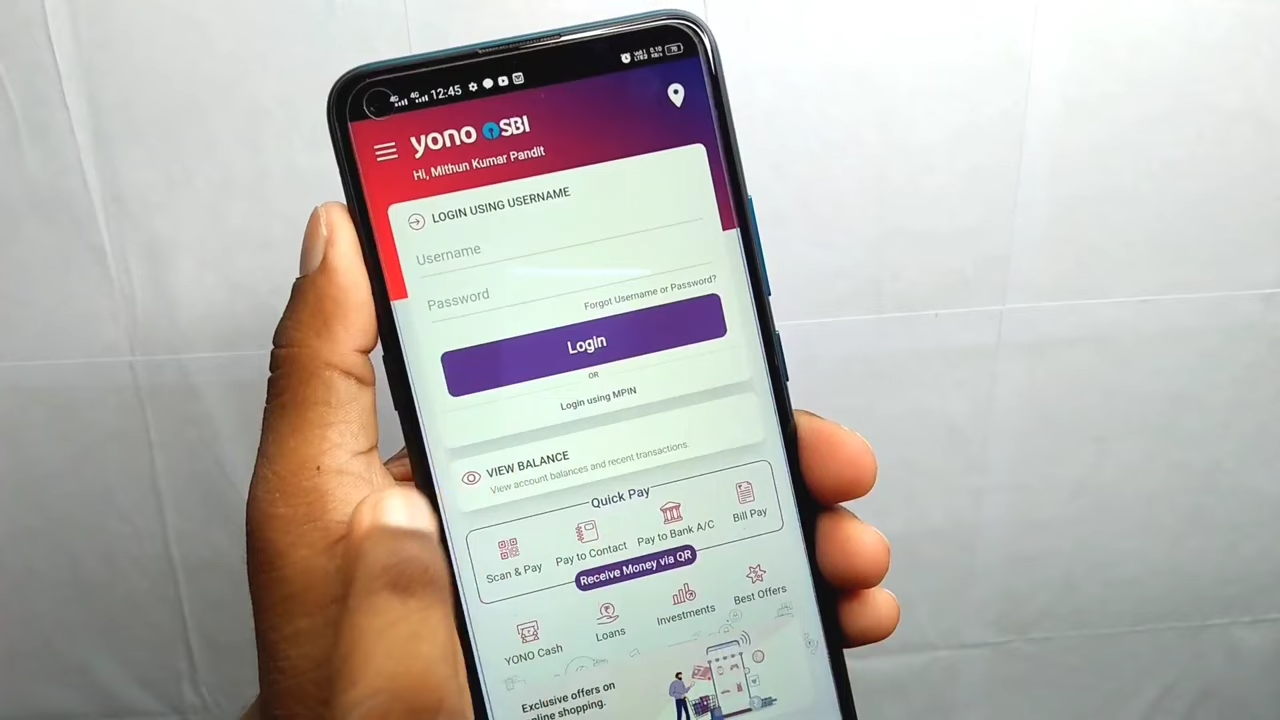 4G 4G 12:45
70
yono SBI
Hi, Mithun Kumar Pandit
LOGIN USING USERNAME
Username
Password
Forgot Username or Password?
Login
OR
Login using MPIN
VIEW BALANCE
View account balances and recent transactions.
Quick Pay
Scan & Pay
Pay to Contact
Pay to Bank A/C
Bill Pay
Receive Money via QR
YONO Cash
Loans
Investments
Best Offers
Exclusive offers on
online shopping.